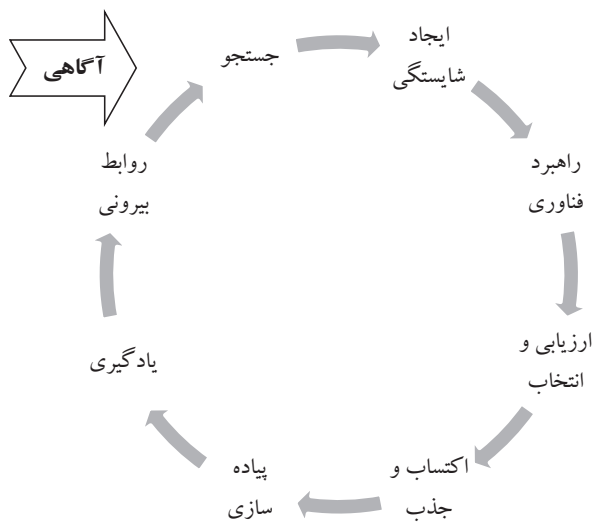 آگاهی
جستجو
ایجاد
شایستگی
راهبرد
فناوری
ارزیابی و
انتخاب
اکتساب و
جذب
پیاده
سازی
یادگیری
روابط
بیرونی